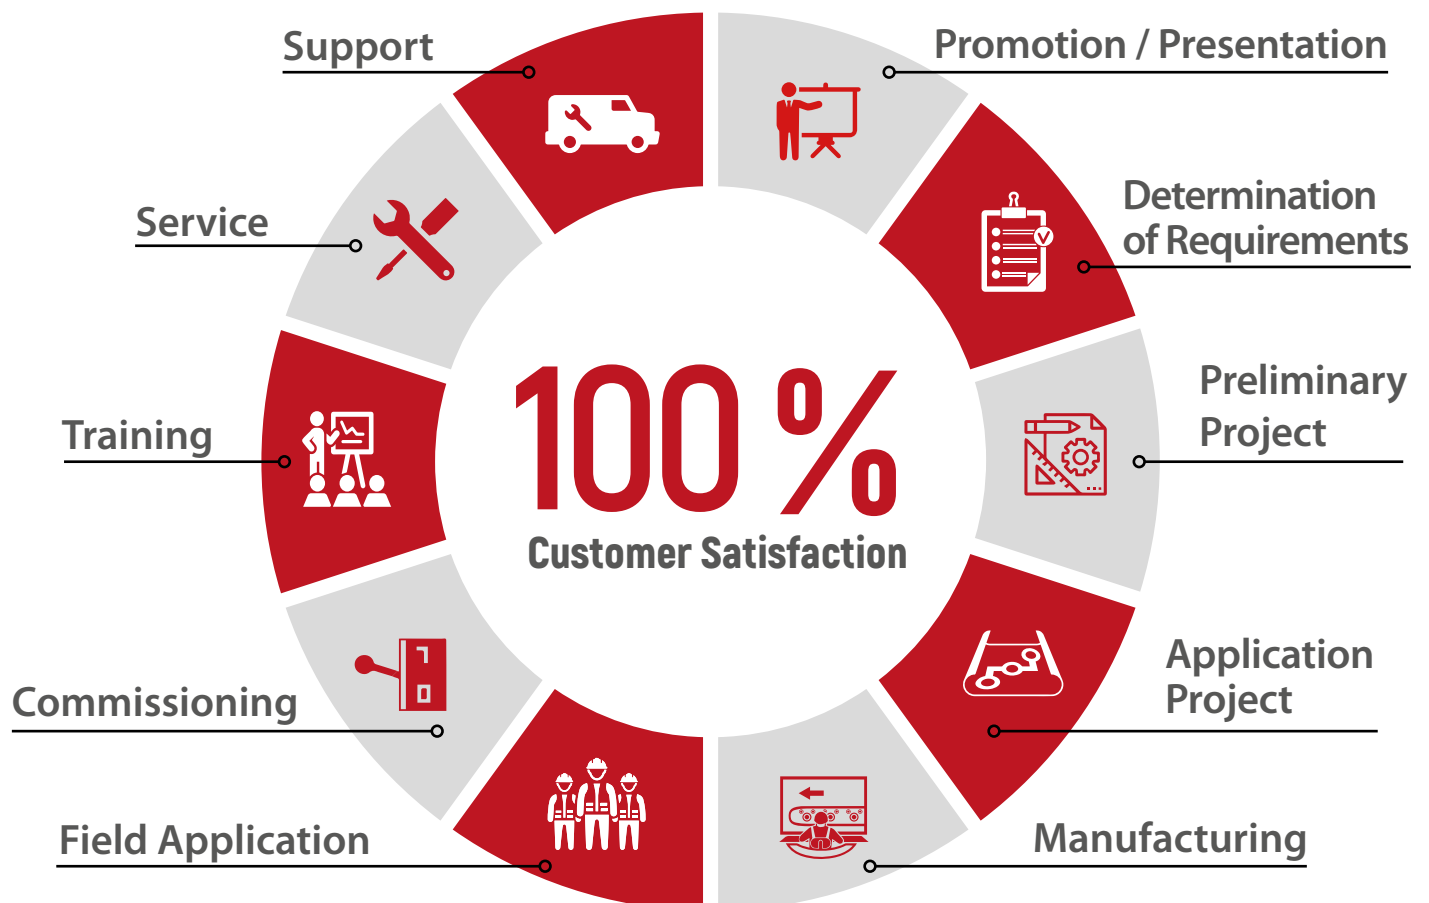 Support
Promotion / Presentation
Determination
of Requirements
Service
Preliminary
Project
Training
100 %
Customer Satisfaction
Application
Project
Commissioning
Manufacturing
Field Application